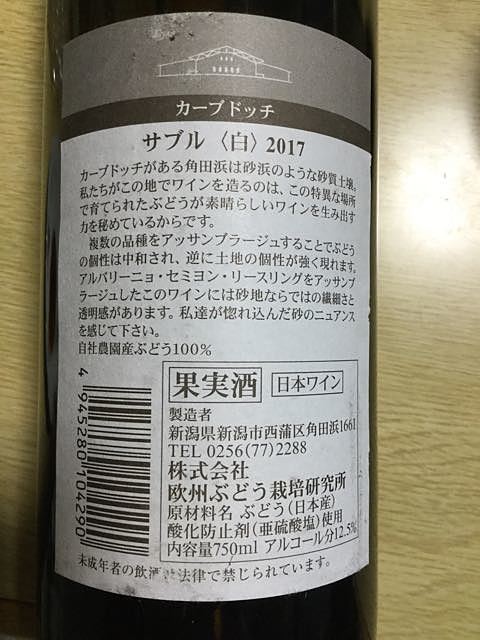 カーブドッチ
サブル〈白〉2017
カーブドッチがある角田浜は砂浜のような砂質土壌。
私たちがこの地でワインを造るのは、この特異な場所
で育てられたぶどうが素晴らしいワインを生み出す
力を秘めているからです。
複数の品種をアッサンブラージュすることでぶどう
の個性は中和され、逆に土地の個性が強く現れます。
アルバリーニョ・セミヨン・リースリングをアッサンブ
ラージュしたこのワインには砂地ならではの繊細さと
透明感があります。私達が惚れ込んだ砂のニュアンス
を感じて下さい。
自社農園産ぶどう100%
果実酒 日本ワイン
製造者
新潟県新潟市西蒲区角田浜1661
TEL 0256(77)2288
株式会社
欧州ぶどう栽培研究所
原材料名 ぶどう(日本産)
酸化防止剤(亜硫酸塩)使用
内容量750ml アルコール分12.5%
4945280104290
未成年者の飲酒は法律で禁じられています。